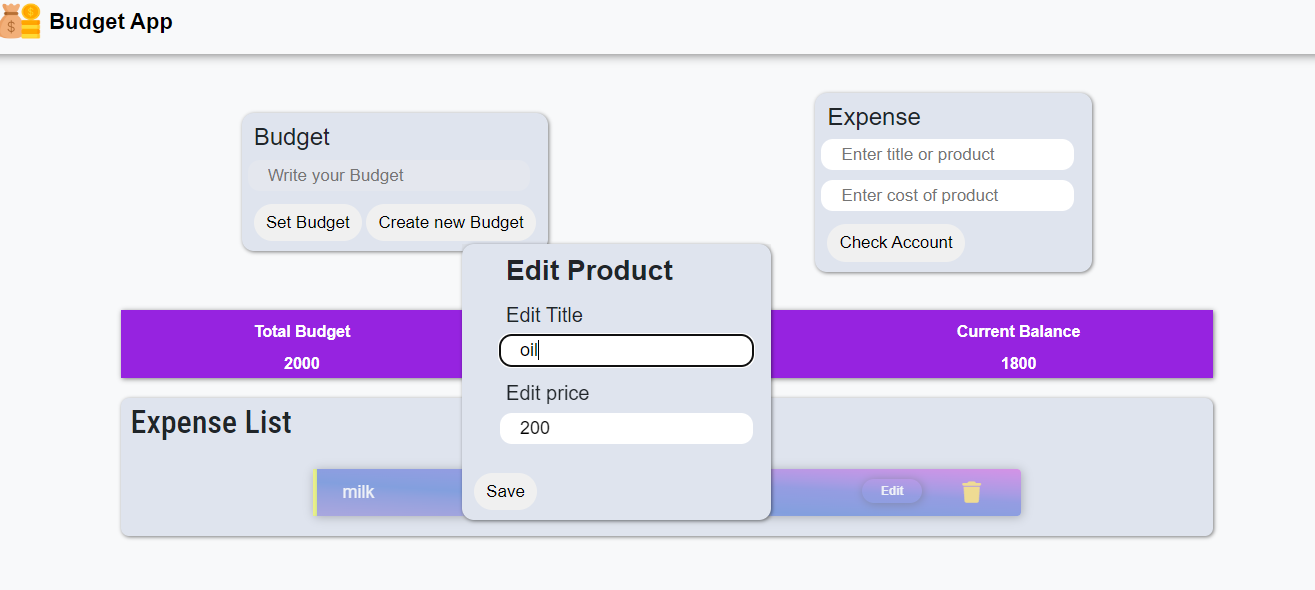 Budget App
Budget
Write your Budget
Set Budget Create new Budget
Expense
Enter title or product
Enter cost of product
Check Account
Edit Product
Edit Title
oil
Edit price
200
Save
Total Budget
2000
Current Balance
1800
Expense List
milk Edit